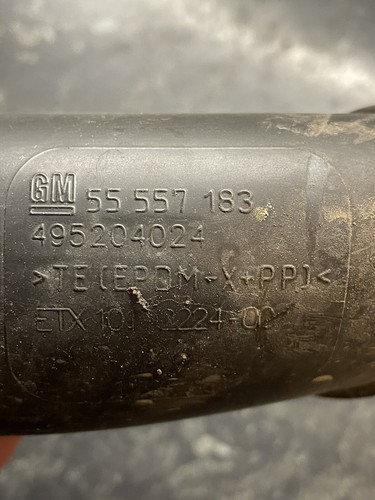 GM 55 557 183
495204024
>TE(EPDM-X+PP)<
ETX